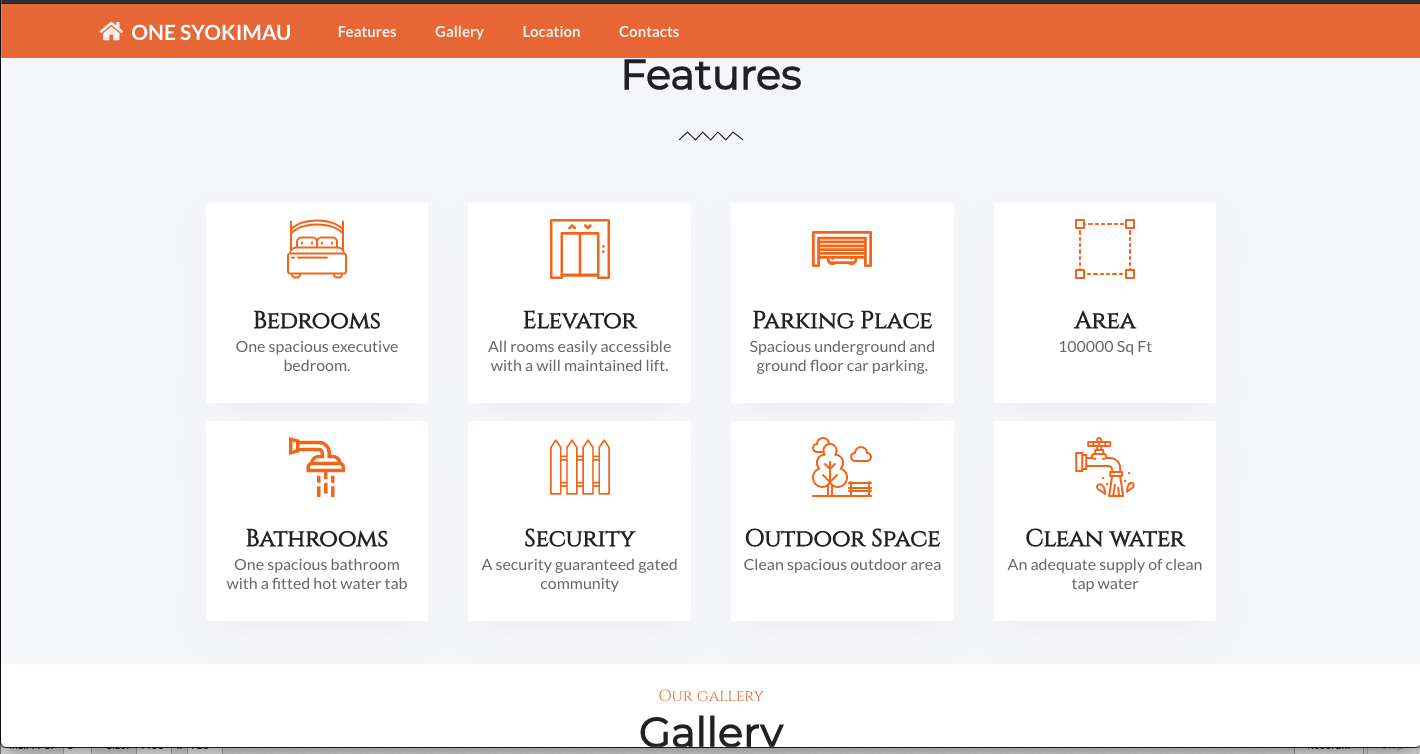 ONE SYOKIMAU Features Gallery Location Contacts
Features
BEDROOMS
One spacious executive
bedroom.
ELEVATOR
All rooms easily accessible
with a will maintained lift.
PARKING PLACE
Spacious underground and
ground floor car parking.
AREA
100000 Sq Ft
BATHROOMS
One spacious bathroom
with a fitted hot water tab
SECURITY
A security guaranteed gated
community
OUTDOOR SPACE
Clean spacious outdoor area
CLEAN WATER
An adequate supply of clean
tap water
OUR GALLERY
Gallery